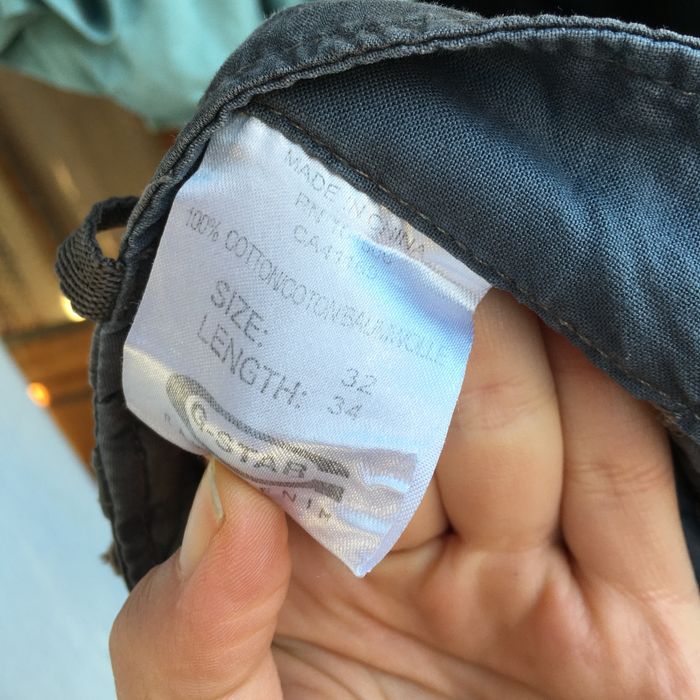 MADE IN CHINA
100% COTTON/COTON/BAUMWOLLE
SIZE: 32
LENGTH: 34
G-STAR